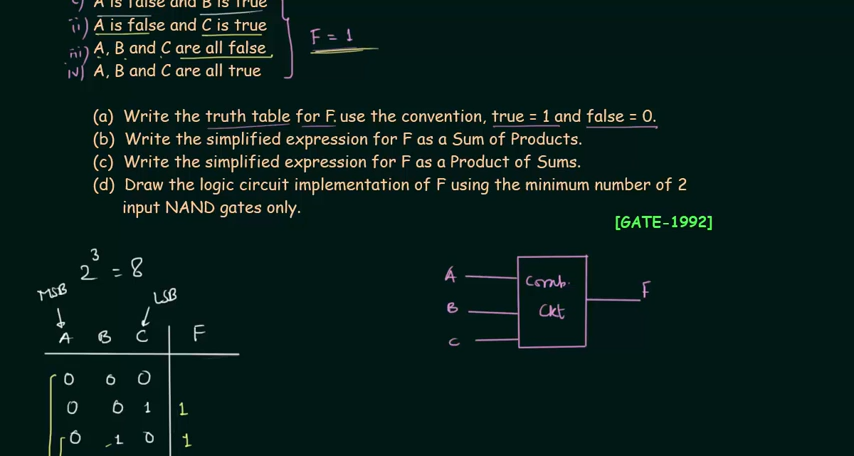 i) A is false and B is true
ii) A is false and C is true
iii) A, B and C are all false
iv) A, B and C are all true
F = 1
(a) Write the truth table for F. use the convention, true = 1 and false = 0.
(b) Write the simplified expression for F as a Sum of Products.
(c) Write the simplified expression for F as a Product of Sums.
(d) Draw the logic circuit implementation of F using the minimum number of 2
input NAND gates only.
[GATE-1992]
2³ = 8
MSB LSB
A B C F
0 0 0
0 0 1 1
0 1 0 1
A
B
C
Comb.
Ckt
F